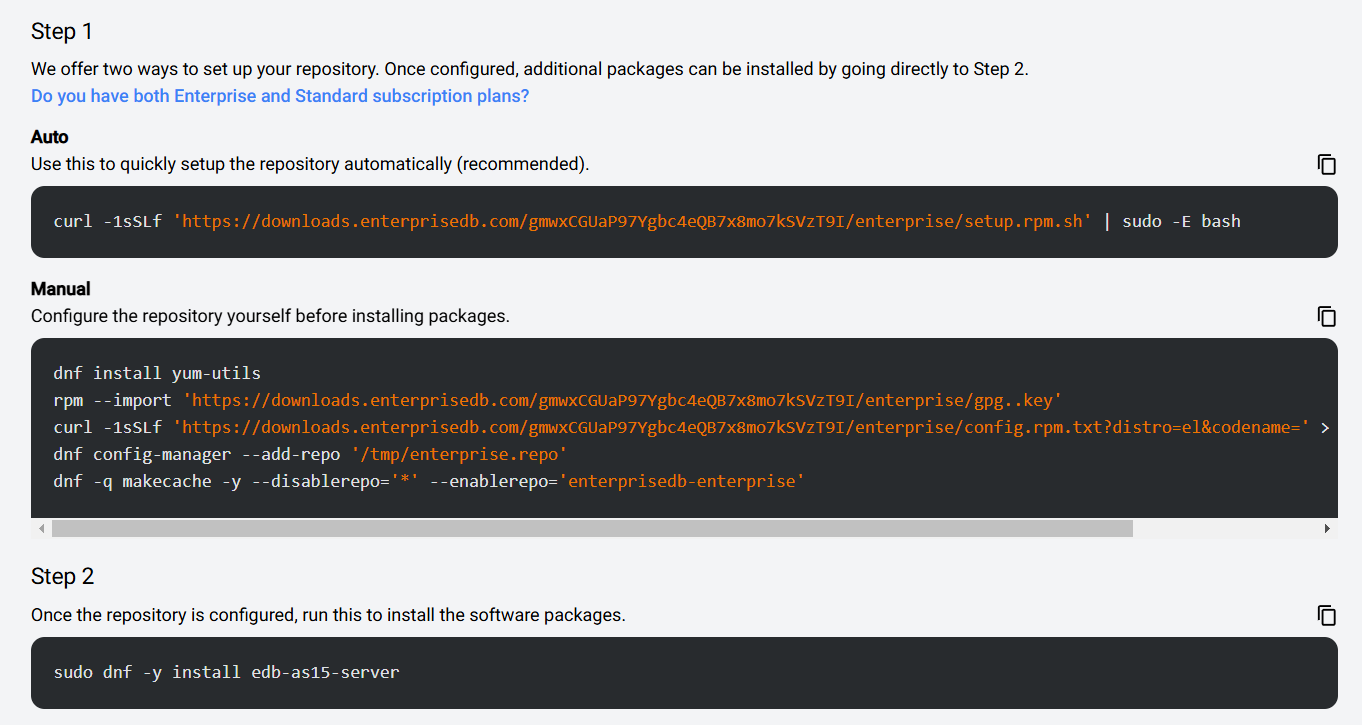 Step 1
We offer two ways to set up your repository. Once configured, additional packages can be installed by going directly to Step 2.
Do you have both Enterprise and Standard subscription plans?
Auto
Use this to quickly setup the repository automatically (recommended).
curl -1sSLf 'https://downloads.enterprisedb.com/gmwxCGUaP97Ygbc4eQB7x8mo7kSVzT9I/enterprise/setup.rpm.sh' | sudo -E bash
Manual
Configure the repository yourself before installing packages.
dnf install yum-utils
rpm --import 'https://downloads.enterprisedb.com/gmwxCGUaP97Ygbc4eQB7x8mo7kSVzT9I/enterprise/gpg..key'
curl -1sSLf 'https://downloads.enterprisedb.com/gmwxCGUaP97Ygbc4eQB7x8mo7kSVzT9I/enterprise/config.rpm.txt?distro=el&codename=' >
dnf config-manager --add-repo '/tmp/enterprise.repo'
dnf -q makecache -y --disablerepo='*' --enablerepo='enterprisedb-enterprise'
Step 2
Once the repository is configured, run this to install the software packages.
sudo dnf -y install edb-as15-server